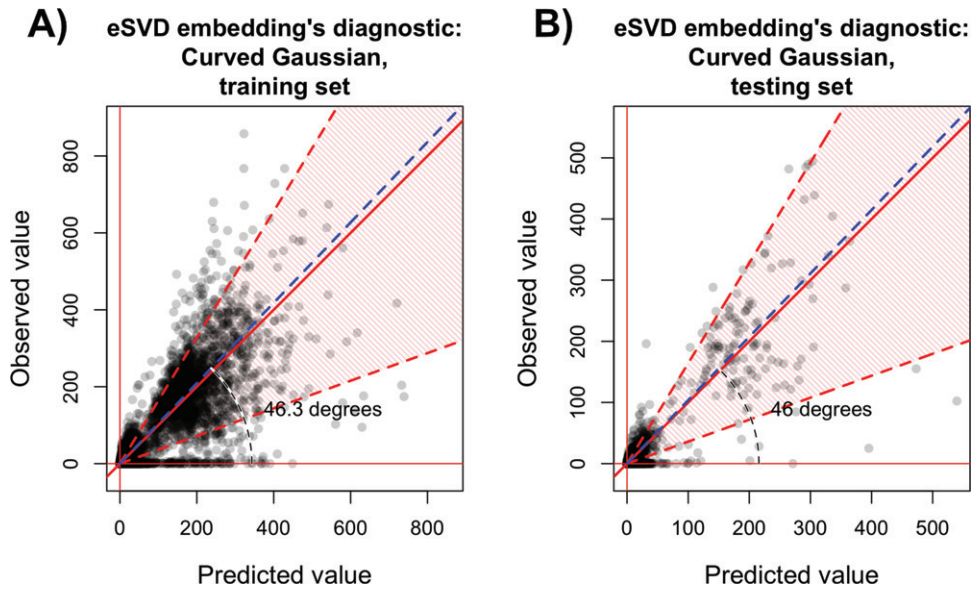 A)
eSVD embedding's diagnostic:
Curved Gaussian,
training set
Observed value
800
600
400
200
0
46.3 degrees
0 200 400 600 800
Predicted value
B)
eSVD embedding's diagnostic:
Curved Gaussian,
testing set
Observed value
500
400
300
200
100
0
46 degrees
0 100 200 300 400 500
Predicted value